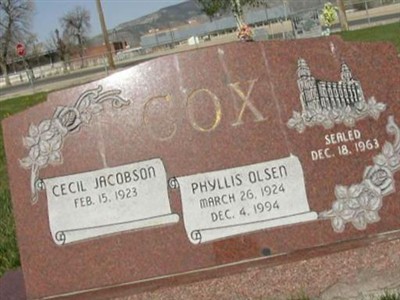 COX
SEALED
DEC. 18. 1963
CECIL JACOBSON
FEB. 15. 1923
PHYLLIS OLSEN
MARCH 26. 1924
DEC. 4. 1994